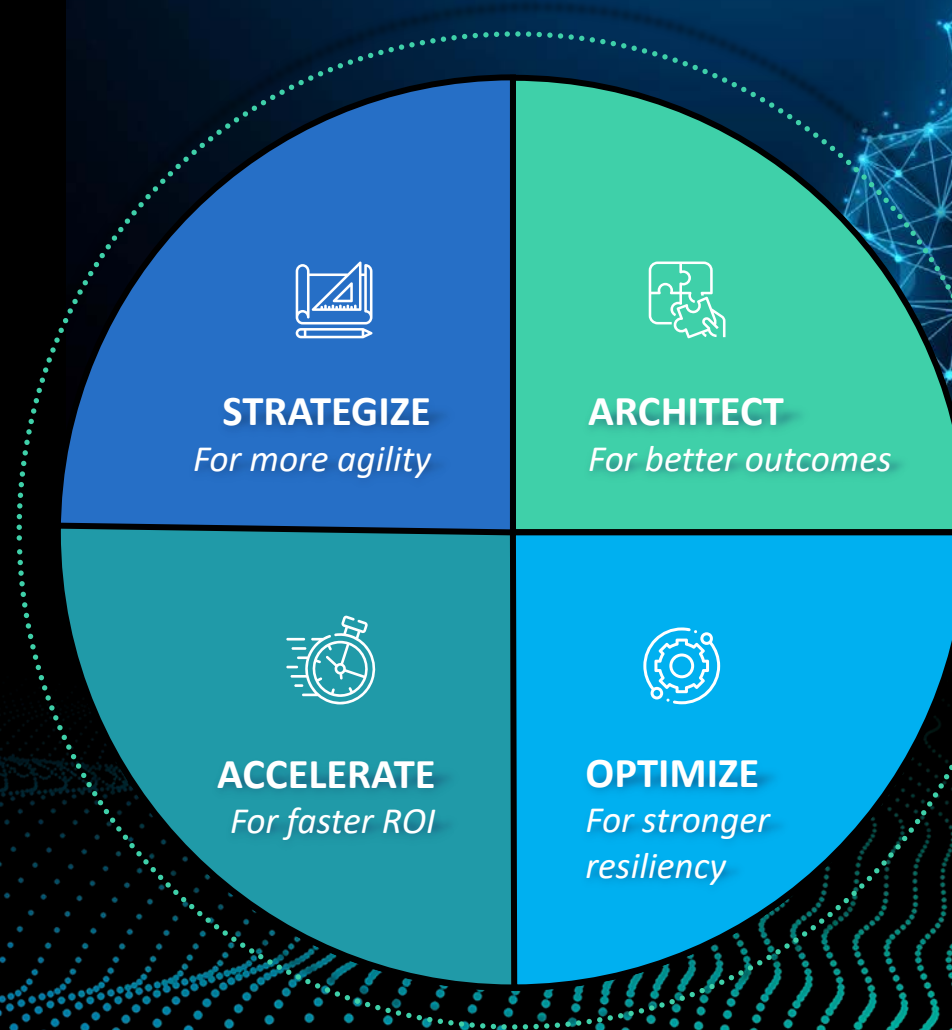 STRATEGIZE
For more agility
ARCHITECT
For better outcomes
ACCELERATE
For faster ROI
OPTIMIZE
For stronger
resiliency